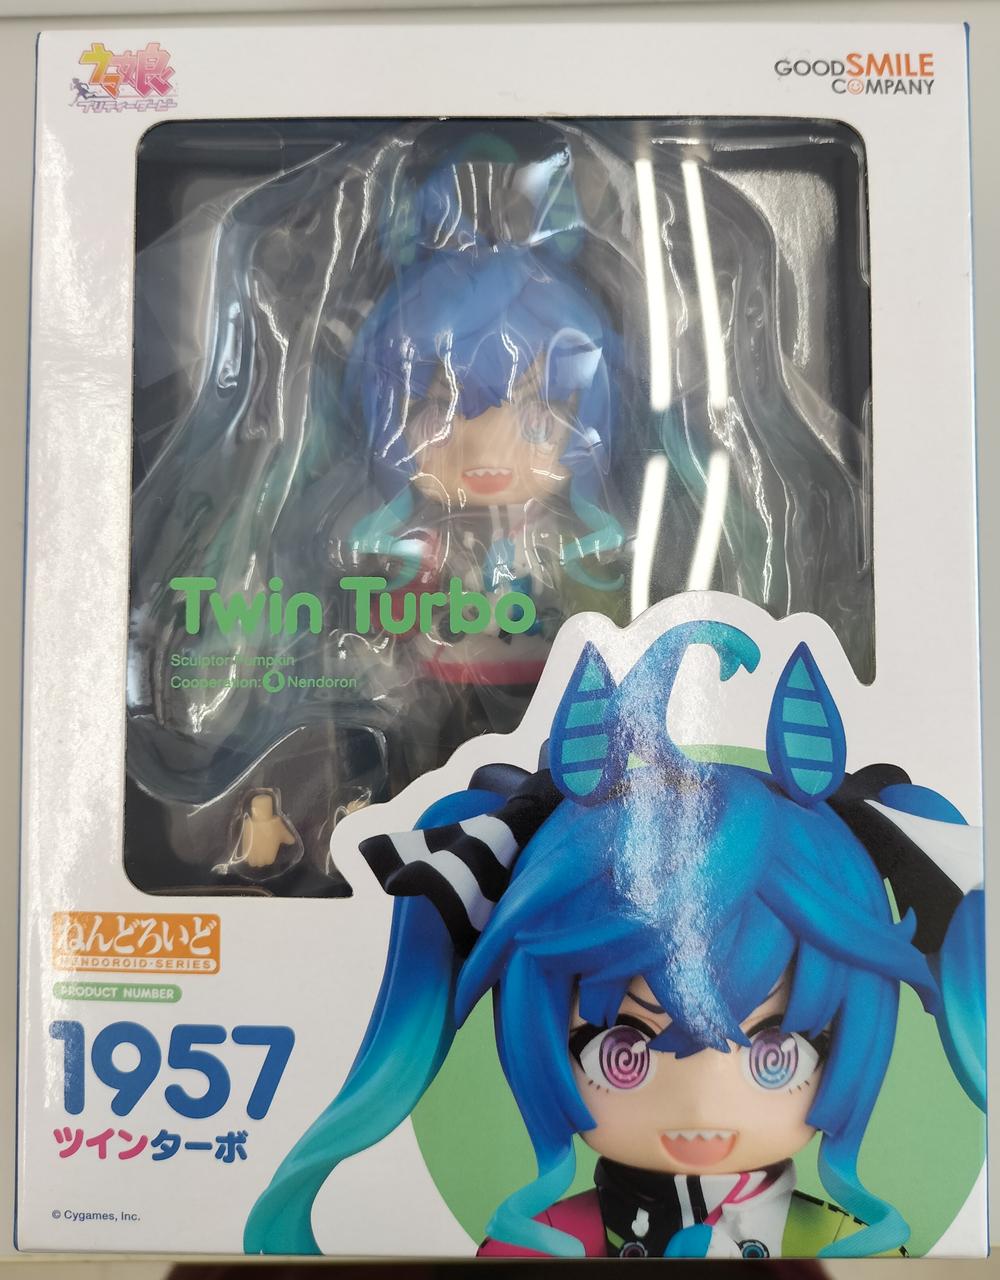 ウマ娘
プリティーダービー
GOODSMILE
COMPANY
Twin Turbo
Sculptor:Pumpkin
Cooperation: Nendoron
ねんどろいど
NENDOROID-SERIES
PRODUCT NUMBER
1957
ツインターボ
© Cygames, Inc.